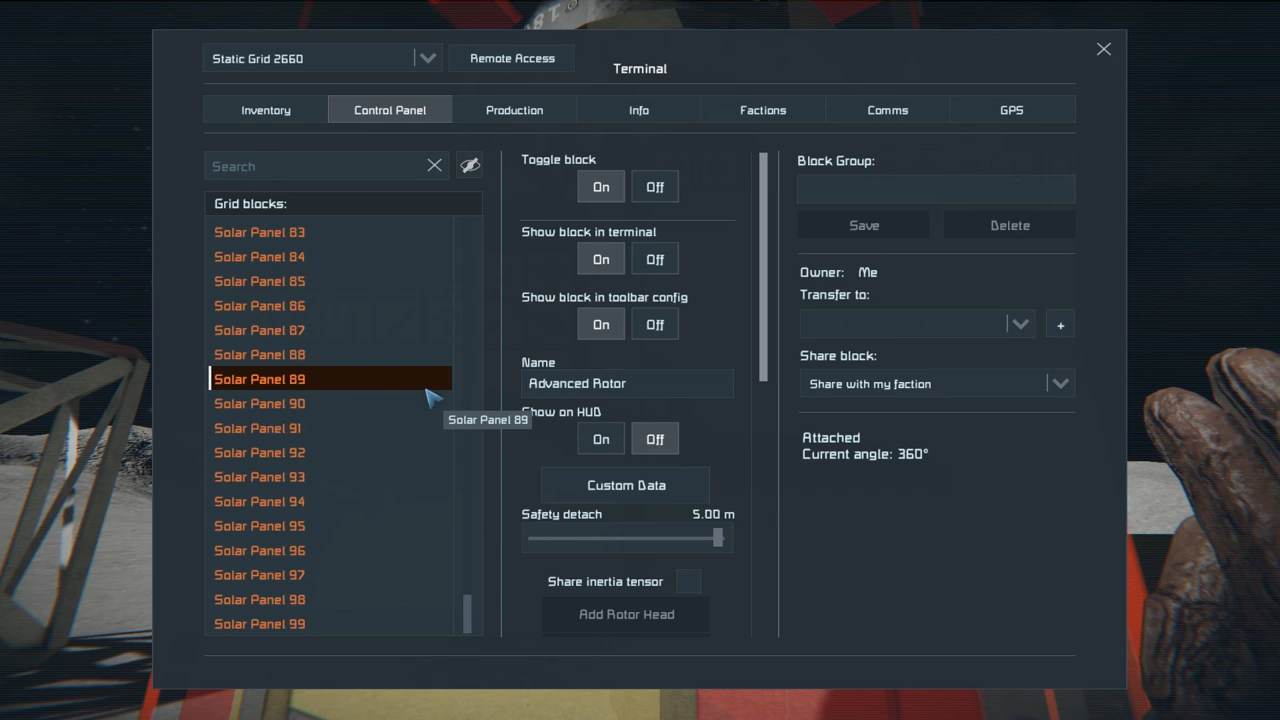 Static Grid 2660
Remote Access
Terminal
Inventory
Control Panel
Production
Info
Factions
Comms
GPS
Search
Grid blocks:
Solar Panel 83
Solar Panel 84
Solar Panel 85
Solar Panel 86
Solar Panel 87
Solar Panel 88
Solar Panel 89
Solar Panel 90
Solar Panel 91
Solar Panel 92
Solar Panel 93
Solar Panel 94
Solar Panel 95
Solar Panel 96
Solar Panel 97
Solar Panel 98
Solar Panel 99
Solar Panel 89
Toggle block
On Off
Show block in terminal
On Off
Show block in toolbar config
On Off
Name
Advanced Rotor
Show on HUD
On Off
Custom Data
Safety detach 5.00 m
Share inertia tensor
Add Rotor Head
Block Group:
Save Delete
Owner: Me
Transfer to:
+
Share block:
Share with my faction
Attached
Current angle: 360°